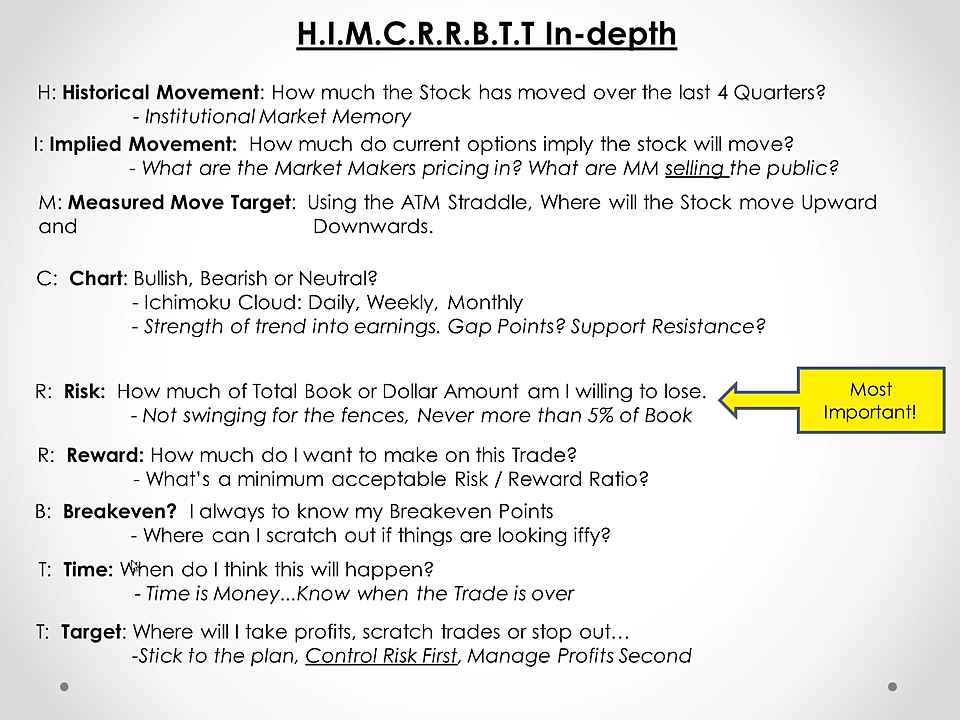 H.I.M.C.R.R.B.T.T In-depth
H: Historical Movement: How much the Stock has moved over the last 4 Quarters?
- Institutional Market Memory
I: Implied Movement: How much do current options imply the stock will move?
- What are the Market Makers pricing in? What are MM selling the public?
M: Measured Move Target: Using the ATM Straddle, Where will the Stock move Upward
and Downwards.
C: Chart: Bullish, Bearish or Neutral?
- Ichimoku Cloud: Daily, Weekly, Monthly
- Strength of trend into earnings. Gap Points? Support Resistance?
R: Risk: How much of Total Book or Dollar Amount am I willing to lose.
- Not swinging for the fences, Never more than 5% of Book
Most
Important!
R: Reward: How much do I want to make on this Trade?
- What's a minimum acceptable Risk / Reward Ratio?
B: Breakeven? I always to know my Breakeven Points
- Where can I scratch out if things are looking iffy?
T: Time: When do I think this will happen?
- Time is Money...Know when the Trade is over
T: Target: Where will I take profits, scratch trades or stop out...
-Stick to the plan, Control Risk First, Manage Profits Second